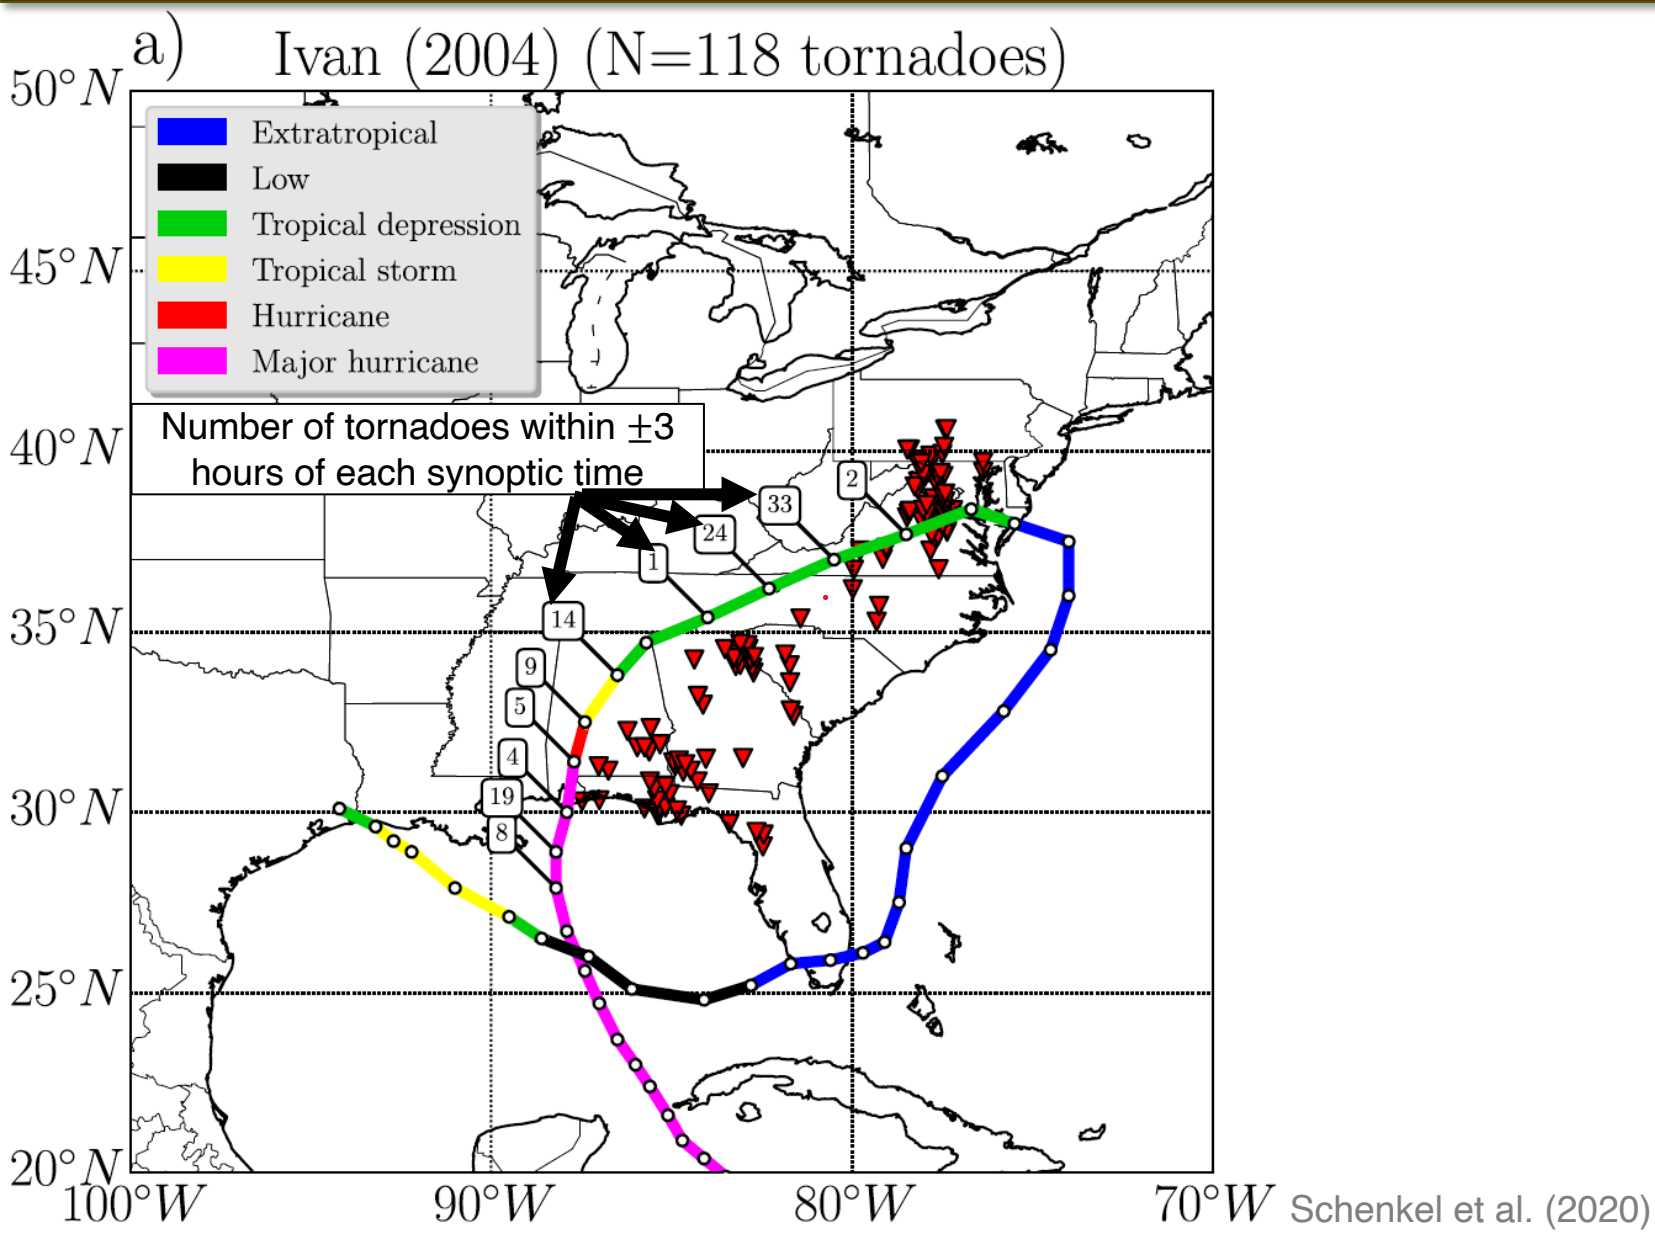 a)
Ivan (2004) (N=118 tornadoes)
50°N
45°N
40°N
35°N
30°N
25°N
20°N
Extratropical
Low
Tropical depression
Tropical storm
Hurricane
Major hurricane
Number of tornadoes within ±3
hours of each synoptic time
2
33
24
1
14
9
5
4
19
8
100°W
90°W
80°W
70°W
Schenkel et al. (2020)